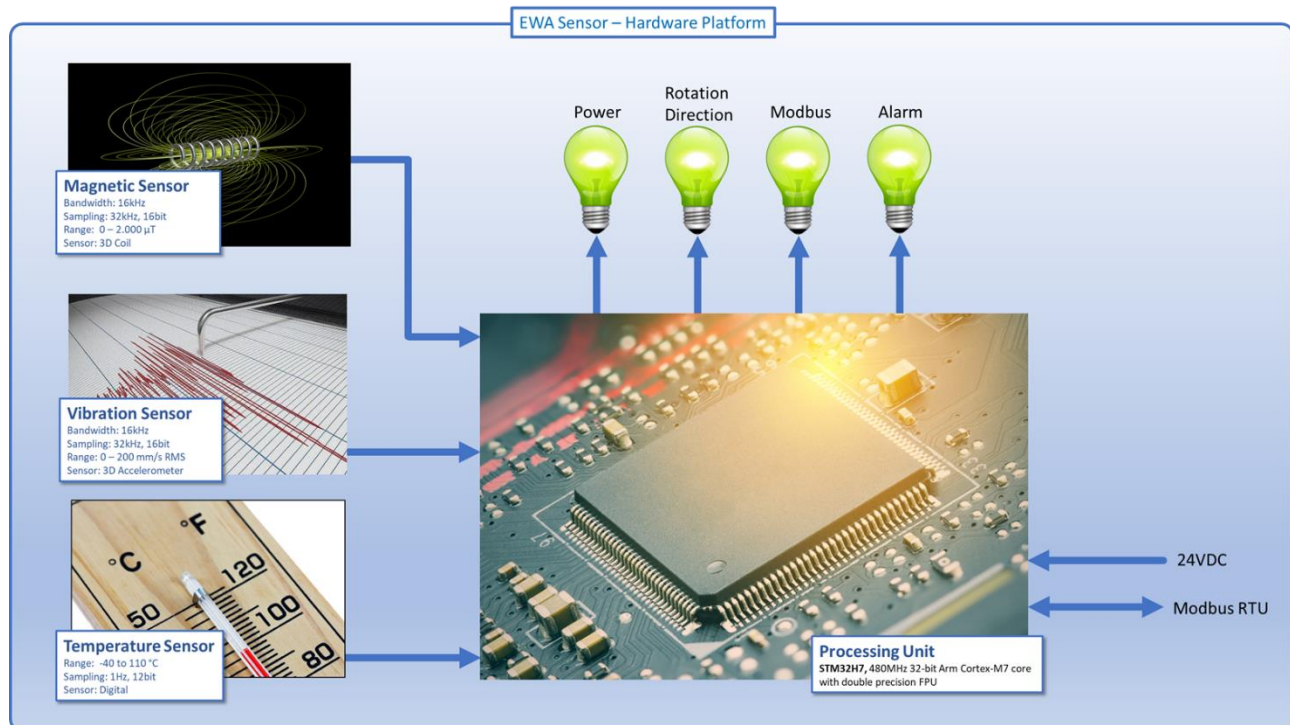 EWA Sensor – Hardware Platform
Power
Rotation
Direction
Modbus
Alarm
Magnetic Sensor
Bandwidth: 16kHz
Sampling: 32kHz, 16bit
Range: 0 – 2.000 µT
Sensor: 3D Coil
Vibration Sensor
Bandwidth: 16kHz
Sampling: 32kHz, 16bit
Range: 0 – 200 mm/s RMS
Sensor: 3D Accelerometer
°F
°C
120
50
100
80
Temperature Sensor
Range: -40 to 110 °C
Sampling: 1Hz, 12bit
Sensor: Digital
24VDC
Modbus RTU
Processing Unit
STM32H7, 480MHz 32-bit Arm Cortex-M7 core
with double precision FPU